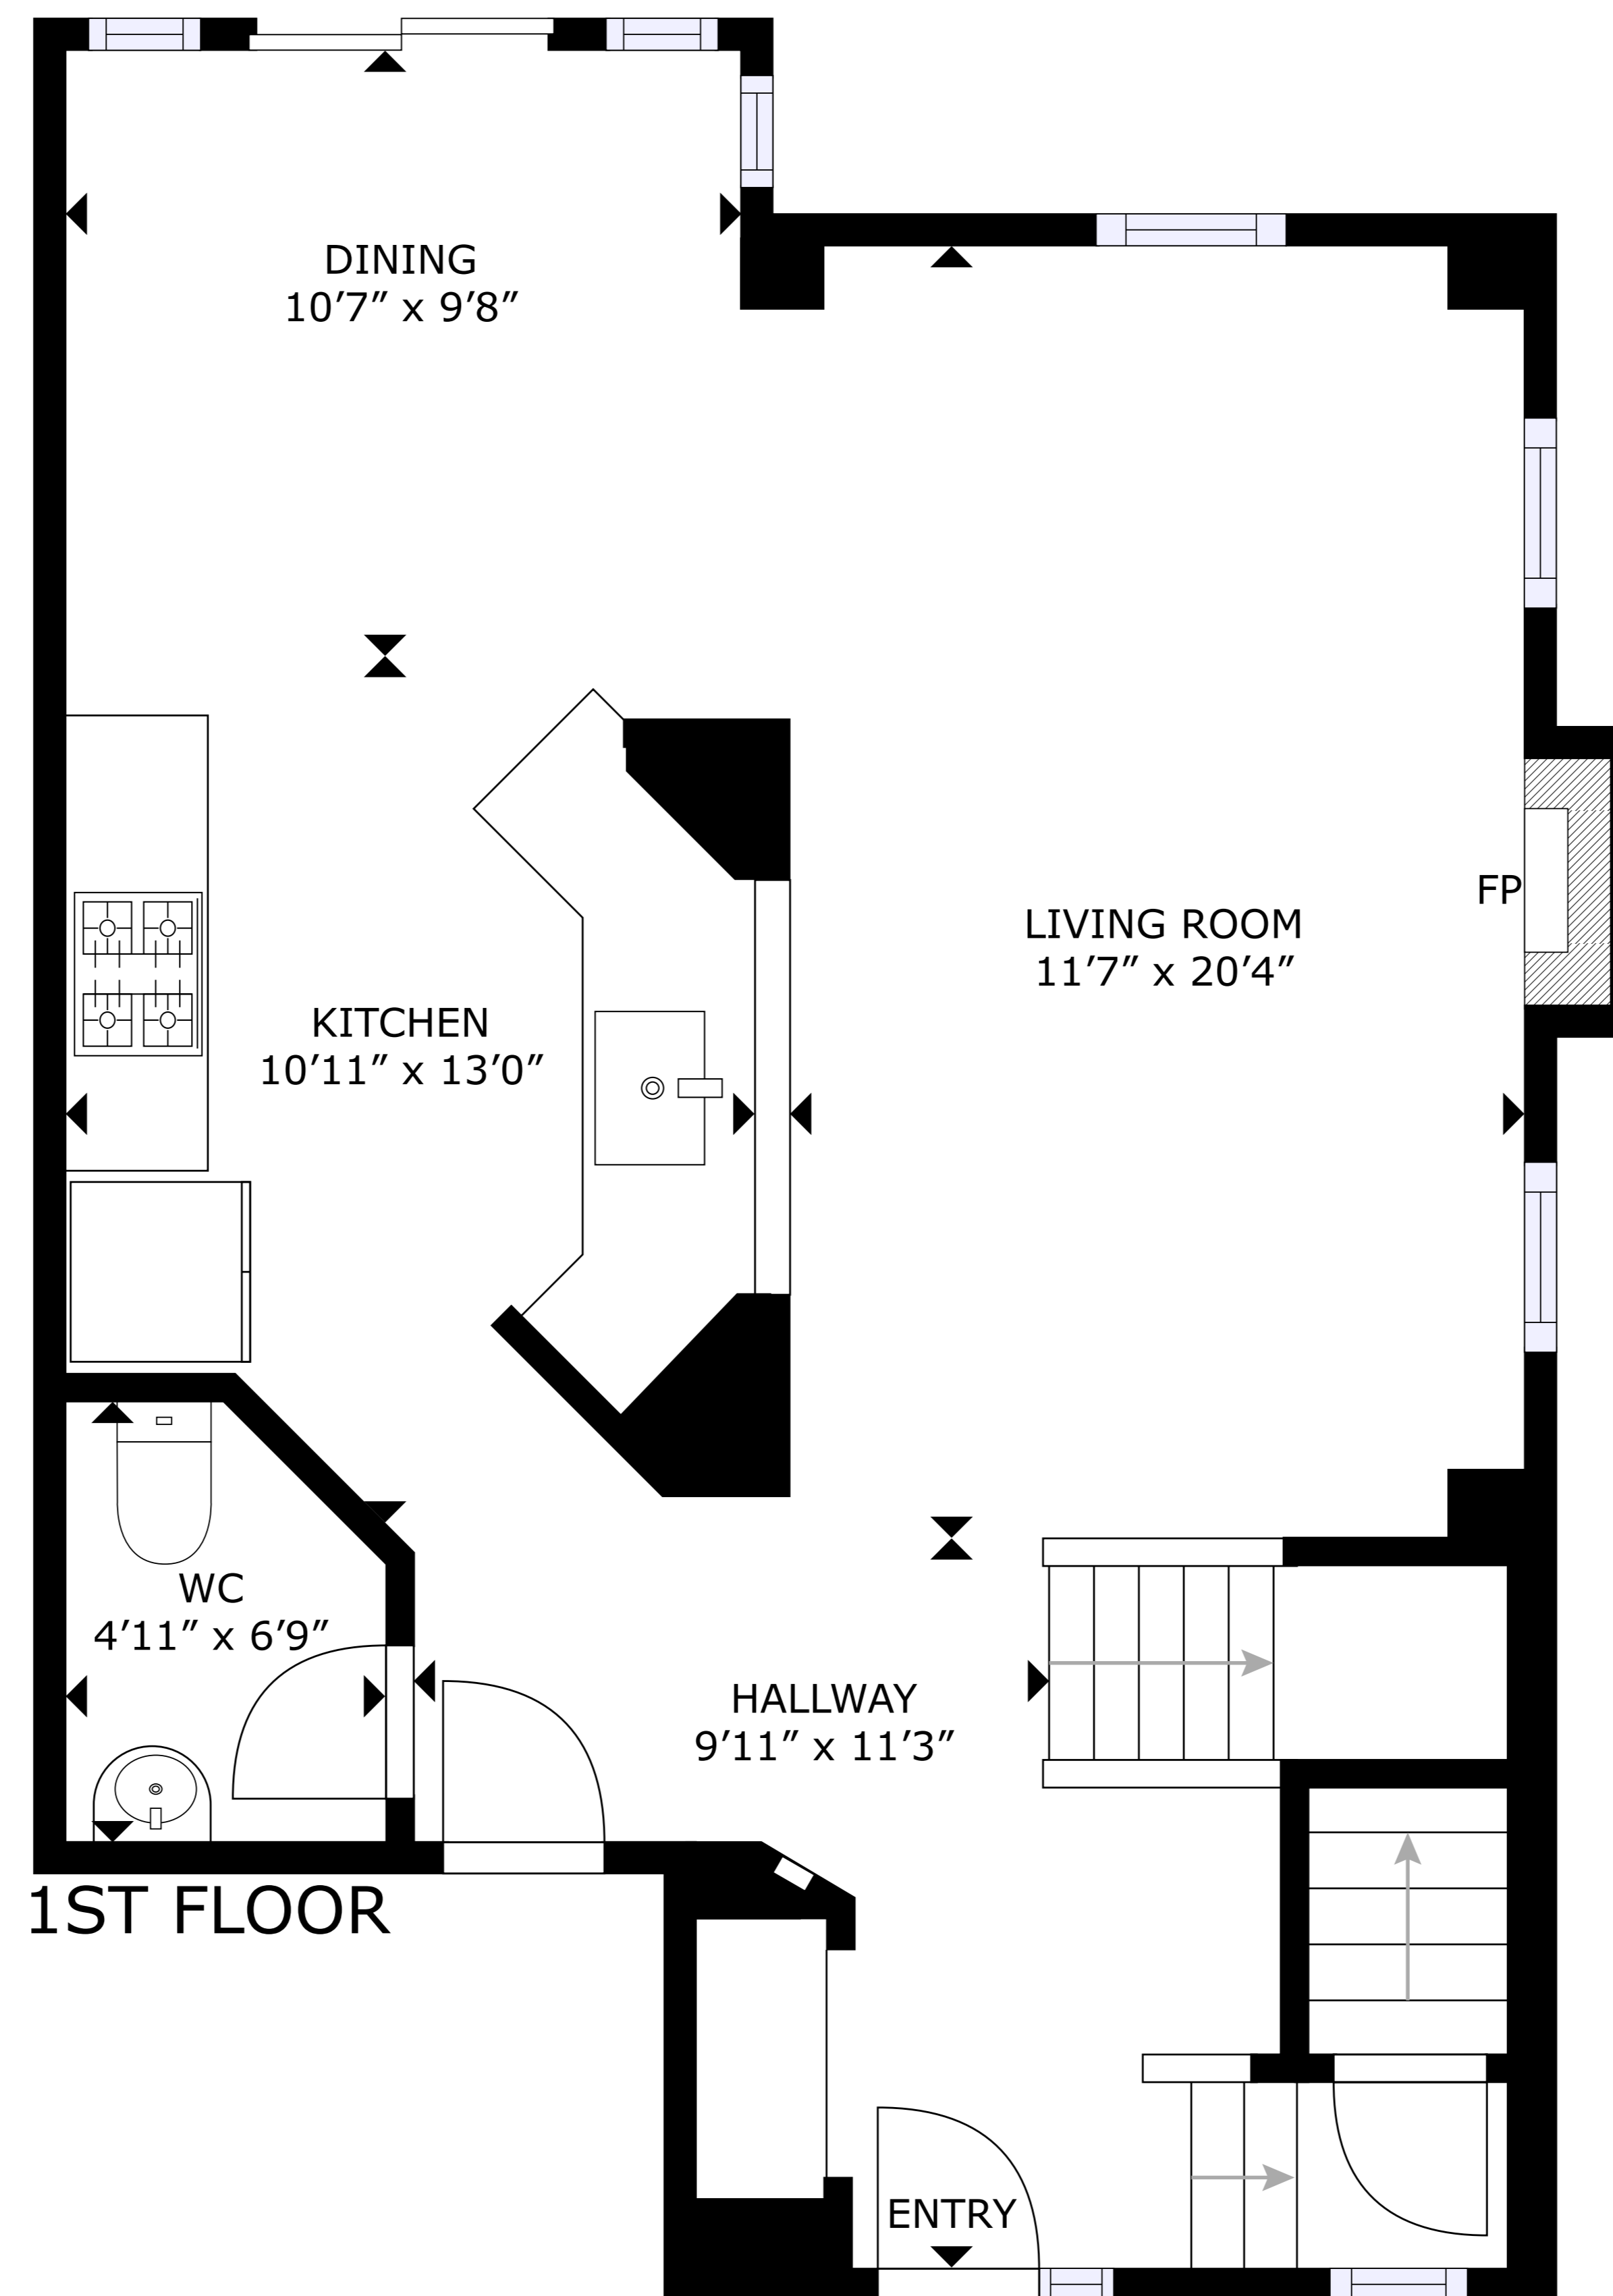 DINING
10′7″ x 9′8″
FP
LIVING ROOM
11′7″ x 20′4″
KITCHEN
10′11″ x 13′0″
WC
4′11″ x 6′9″
HALLWAY
9′11″ x 11′3″
1ST FLOOR
ENTRY